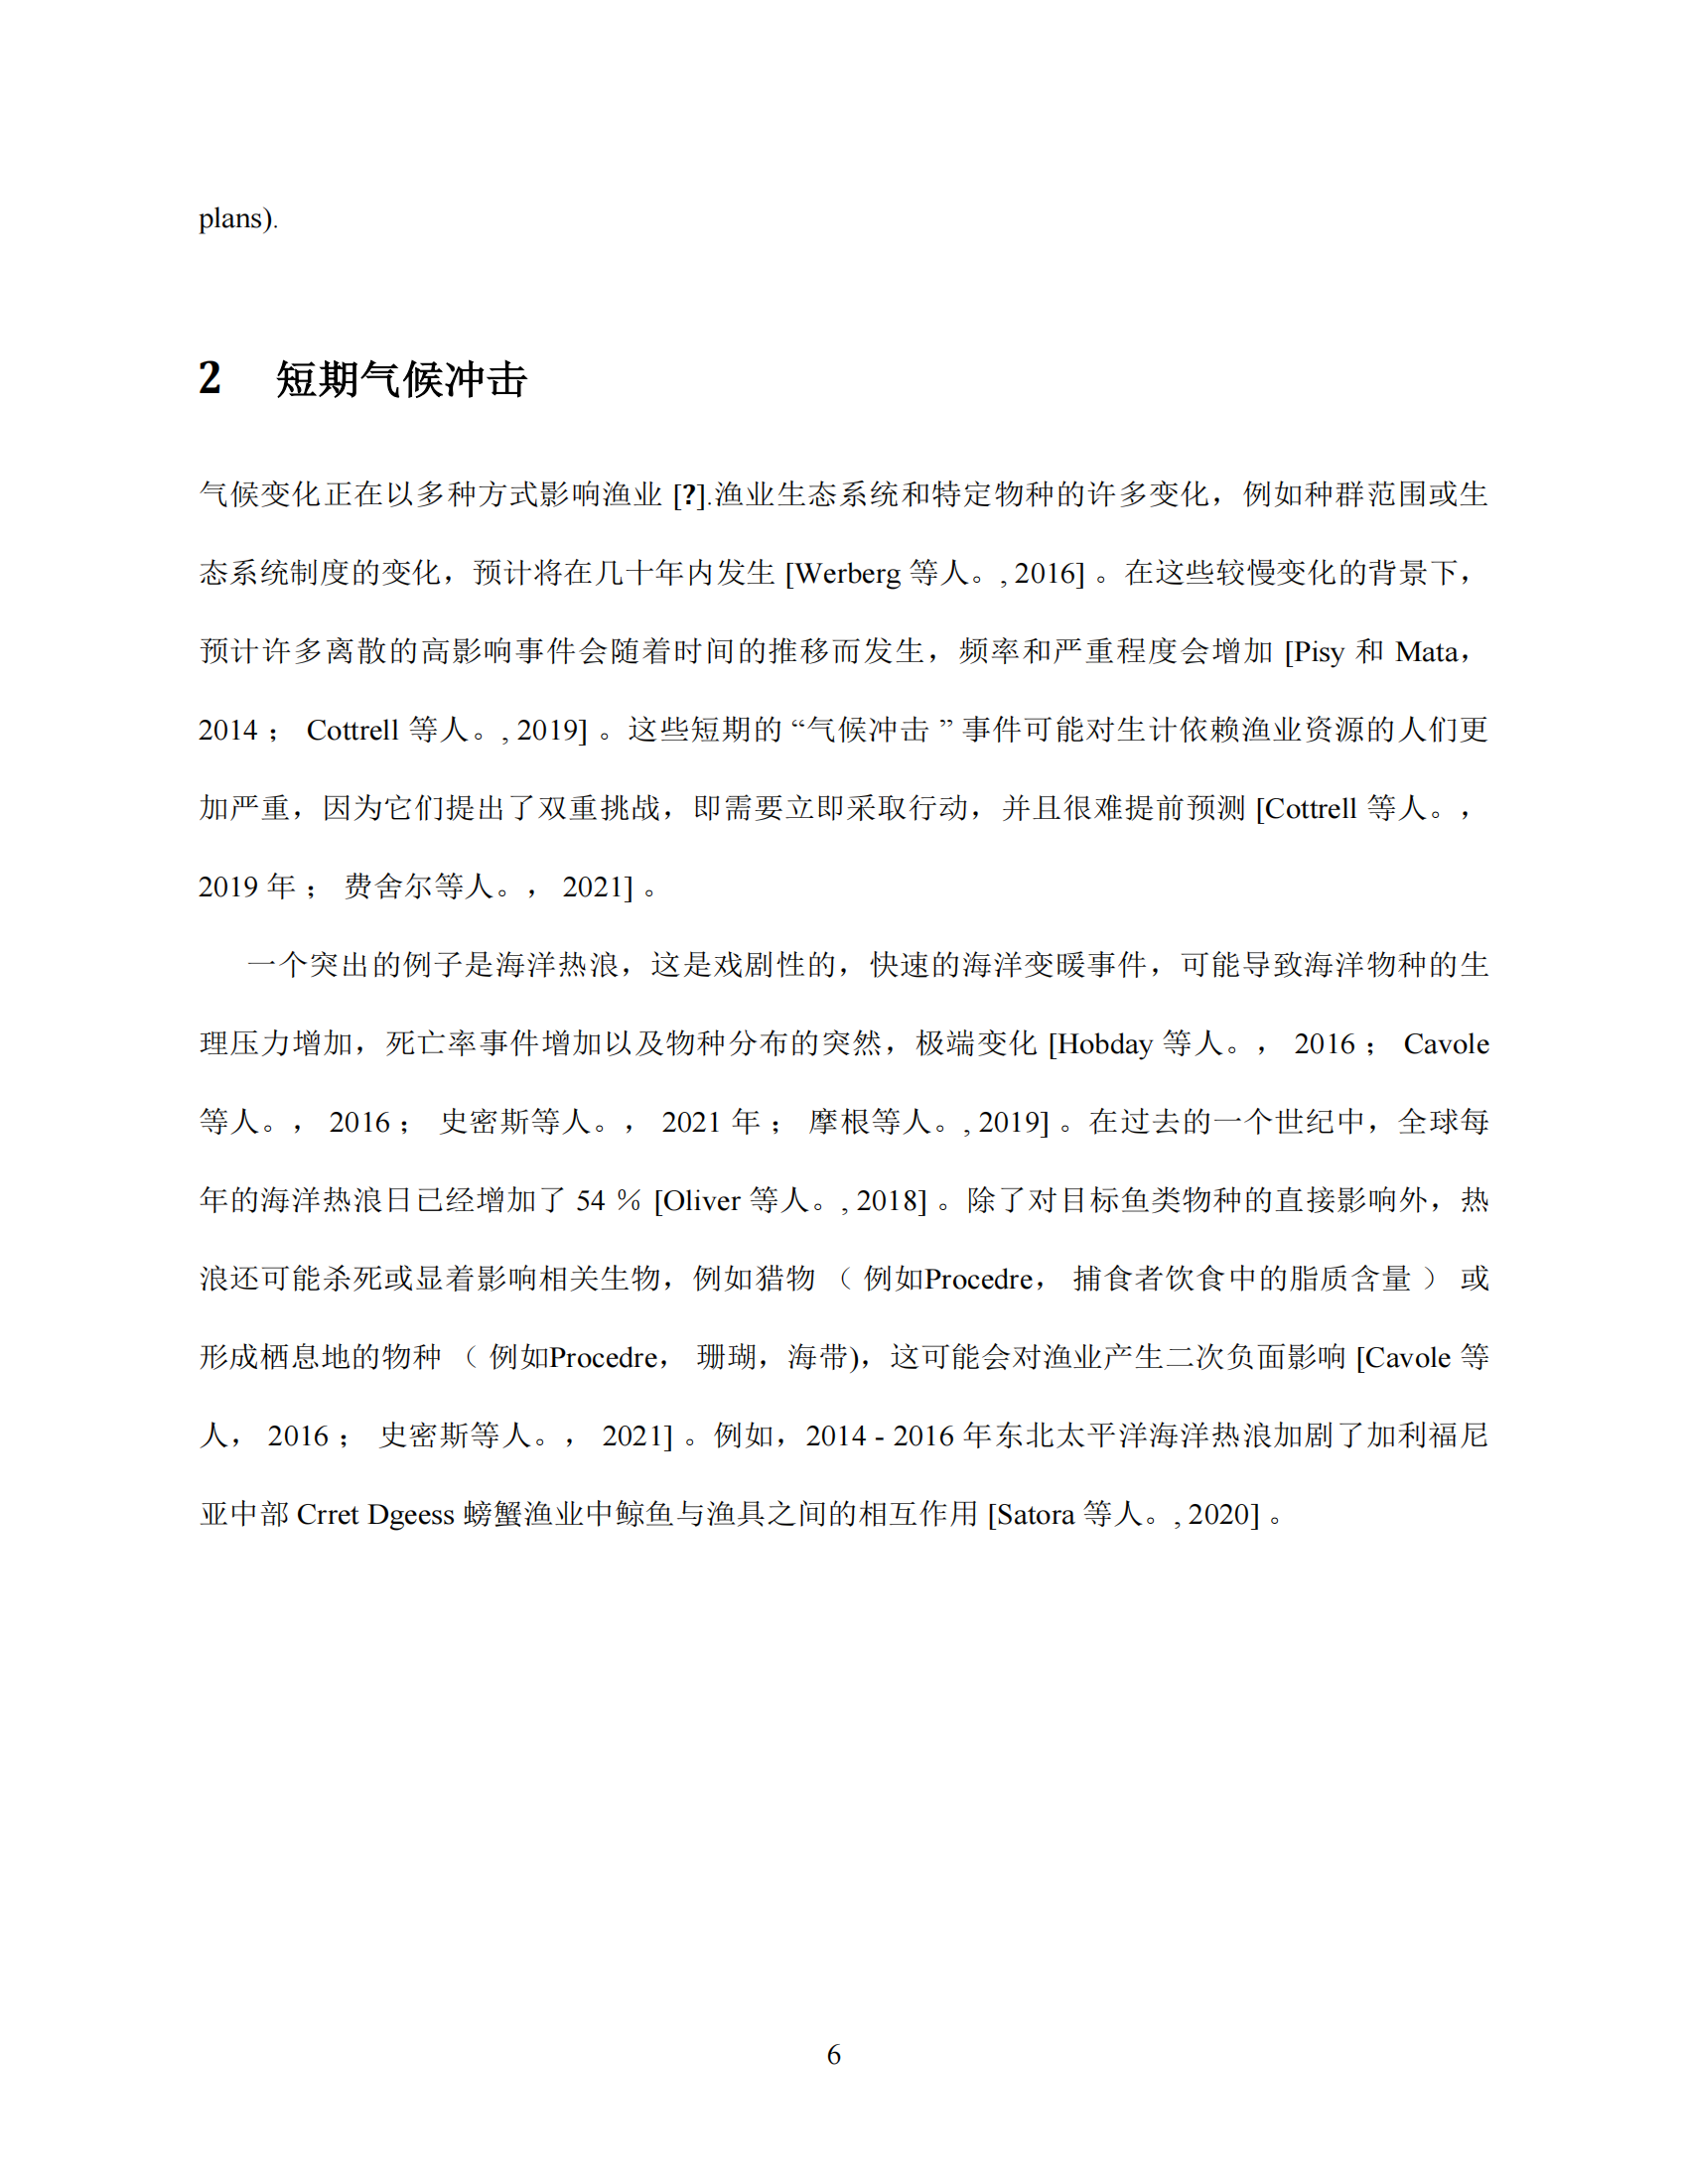 plans).
2 短期气候冲击
气候变化正在以多种方式影响渔业 [?].渔业生态系统和特定物种的许多变化，例如种群范围或生
态系统制度的变化，预计将在几十年内发生 [Werberg 等人。, 2016] 。在这些较慢变化的背景下，
预计许多离散的高影响事件会随着时间的推移而发生，频率和严重程度会增加 [Pisy 和 Mata，
2014 ； Cottrell 等人。, 2019] 。这些短期的 “气候冲击 ” 事件可能对生计依赖渔业资源的人们更
加严重，因为它们提出了双重挑战，即需要立即采取行动，并且很难提前预测 [Cottrell 等人。，
2019 年 ； 费舍尔等人。， 2021] 。
一个突出的例子是海洋热浪，这是戏剧性的，快速的海洋变暖事件，可能导致海洋物种的生
理压力增加，死亡率事件增加以及物种分布的突然，极端变化 [Hobday 等人。， 2016 ； Cavole
等人。， 2016 ； 史密斯等人。， 2021 年 ； 摩根等人。, 2019] 。在过去的一个世纪中，全球每
年的海洋热浪日已经增加了 54 ％ [Oliver 等人。, 2018] 。除了对目标鱼类物种的直接影响外，热
浪还可能杀死或显着影响相关生物，例如猎物 （ 例如Procedre， 捕食者饮食中的脂质含量 ） 或
形成栖息地的物种 （ 例如Procedre， 珊瑚，海带)，这可能会对渔业产生二次负面影响 [Cavole 等
人， 2016 ； 史密斯等人。， 2021] 。例如，2014 - 2016 年东北太平洋海洋热浪加剧了加利福尼
亚中部 Crret Dgeess 螃蟹渔业中鲸鱼与渔具之间的相互作用 [Satora 等人。, 2020] 。
6